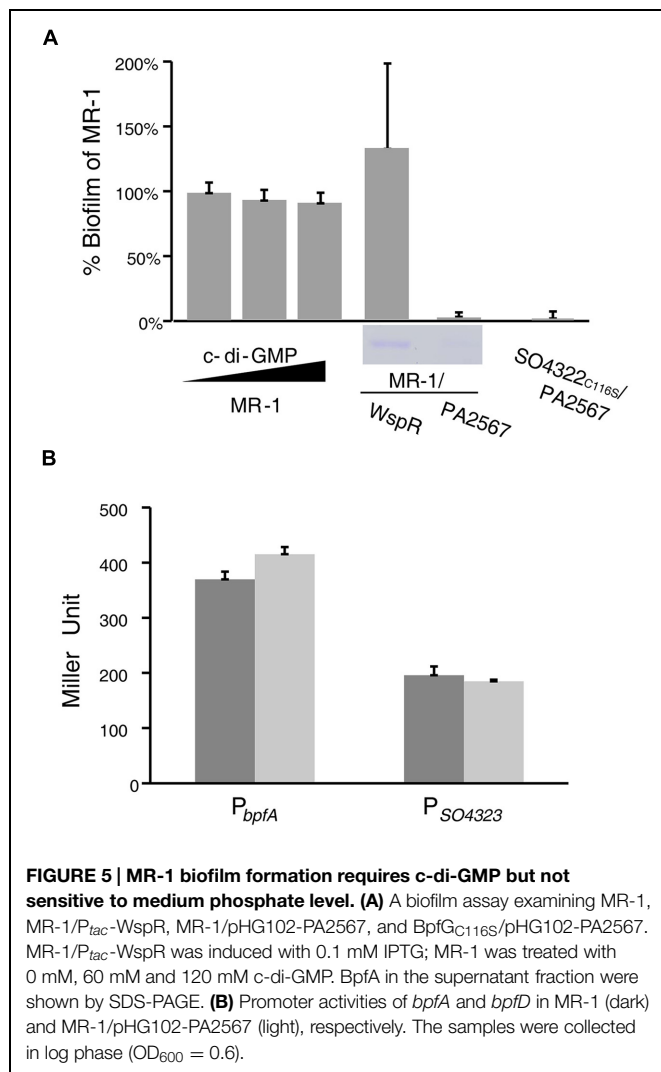 A
200%
150%
100%
50%
0%
% Biofilm of MR-1
c-di-GMP
MR-1
MR-1/
WspR
PA2567
SO4322C116S/
PA2567
B
500
400
300
200
100
0
Miller Unit
PbpfA
PSO4323
FIGURE 5 | MR-1 biofilm formation requires c-di-GMP but not
sensitive to medium phosphate level. (A) A biofilm assay examining MR-1,
MR-1/Ptac-WspR, MR-1/pHG102-PA2567, and BpfGC116S/pHG102-PA2567.
MR-1/Ptac-WspR was induced with 0.1 mM IPTG; MR-1 was treated with
0 mM, 60 mM and 120 mM c-di-GMP. BpfA in the supernatant fraction were
shown by SDS-PAGE. (B) Promoter activities of bpfA and bpfD in MR-1 (dark)
and MR-1/pHG102-PA2567 (light), respectively. The samples were collected
in log phase (OD600 = 0.6).